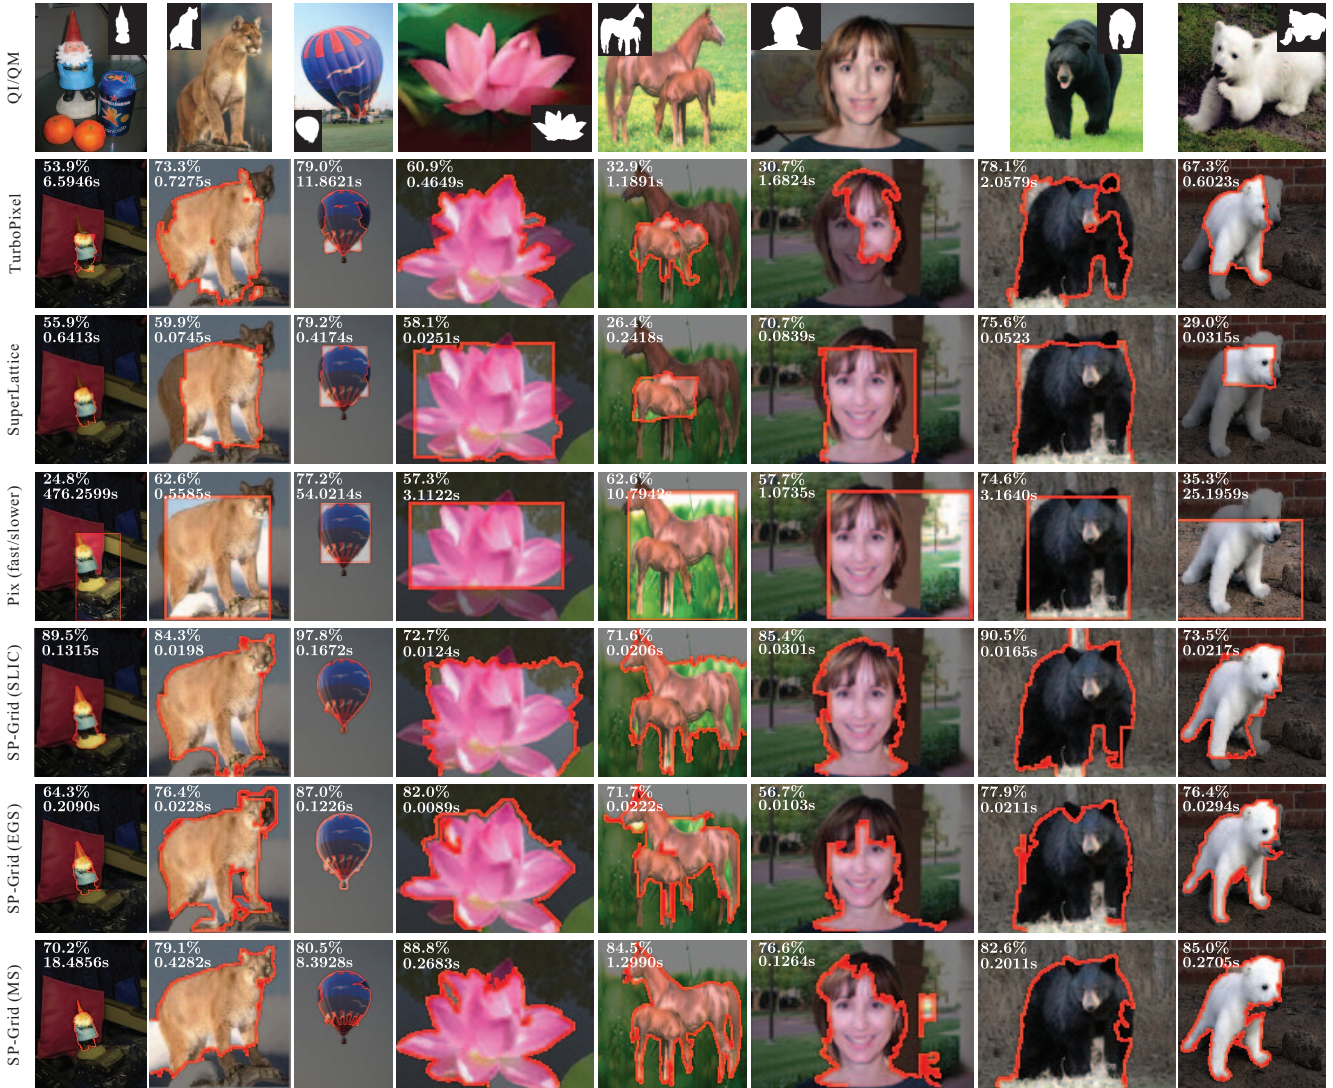 QI/QM
TurboPixel
53.9%
6.5946s
73.3%
0.7275s
79.0%
11.8621s
60.9%
0.4649s
32.9%
1.1891s
30.7%
1.6824s
78.1%
2.0579s
67.3%
0.6023s
SuperLattice
55.9%
0.6413s
59.9%
0.0745s
79.2%
0.4174s
58.1%
0.0251s
26.4%
0.2418s
70.7%
0.0839s
75.6%
0.0523
29.0%
0.0315s
Pix (fast/slower)
24.8%
476.2599s
62.6%
0.5585s
77.2%
54.0214s
57.3%
3.1122s
62.6%
10.7942s
57.7%
1.0735s
74.6%
3.1640s
35.3%
25.1959s
SP-Grid (SLIC)
89.5%
0.1315s
84.3%
0.0198
97.8%
0.1672s
72.7%
0.0124s
71.6%
0.0206s
85.4%
0.0301s
90.5%
0.0165s
73.5%
0.0217s
SP-Grid (EGS)
64.3%
0.2090s
76.4%
0.0228s
87.0%
0.1226s
82.0%
0.0089s
71.7%
0.0222s
56.7%
0.0103s
77.9%
0.0211s
76.4%
0.0294s
SP-Grid (MS)
70.2%
18.4856s
79.1%
0.4282s
80.5%
8.3928s
88.8%
0.2683s
84.5%
1.2990s
76.6%
0.1264s
82.6%
0.2011s
85.0%
0.2705s